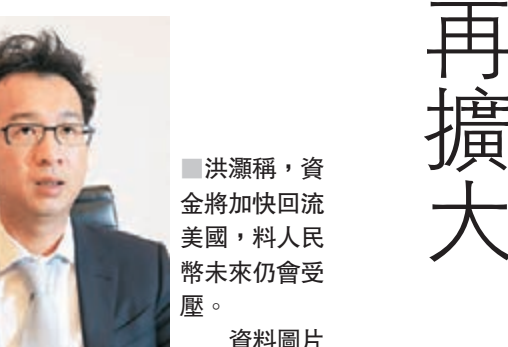 再擴大
■洪灝稱，資
金將加快回流
美國，料人民
幣未來仍會受
壓。
資料圖片